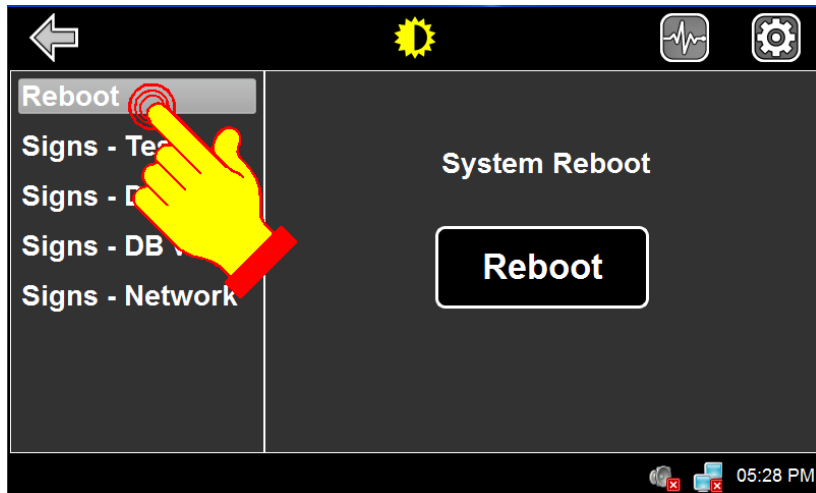 Reboot
Signs - Te
Signs -
Signs - DB
Signs - Network
System Reboot
Reboot
05:28 PM